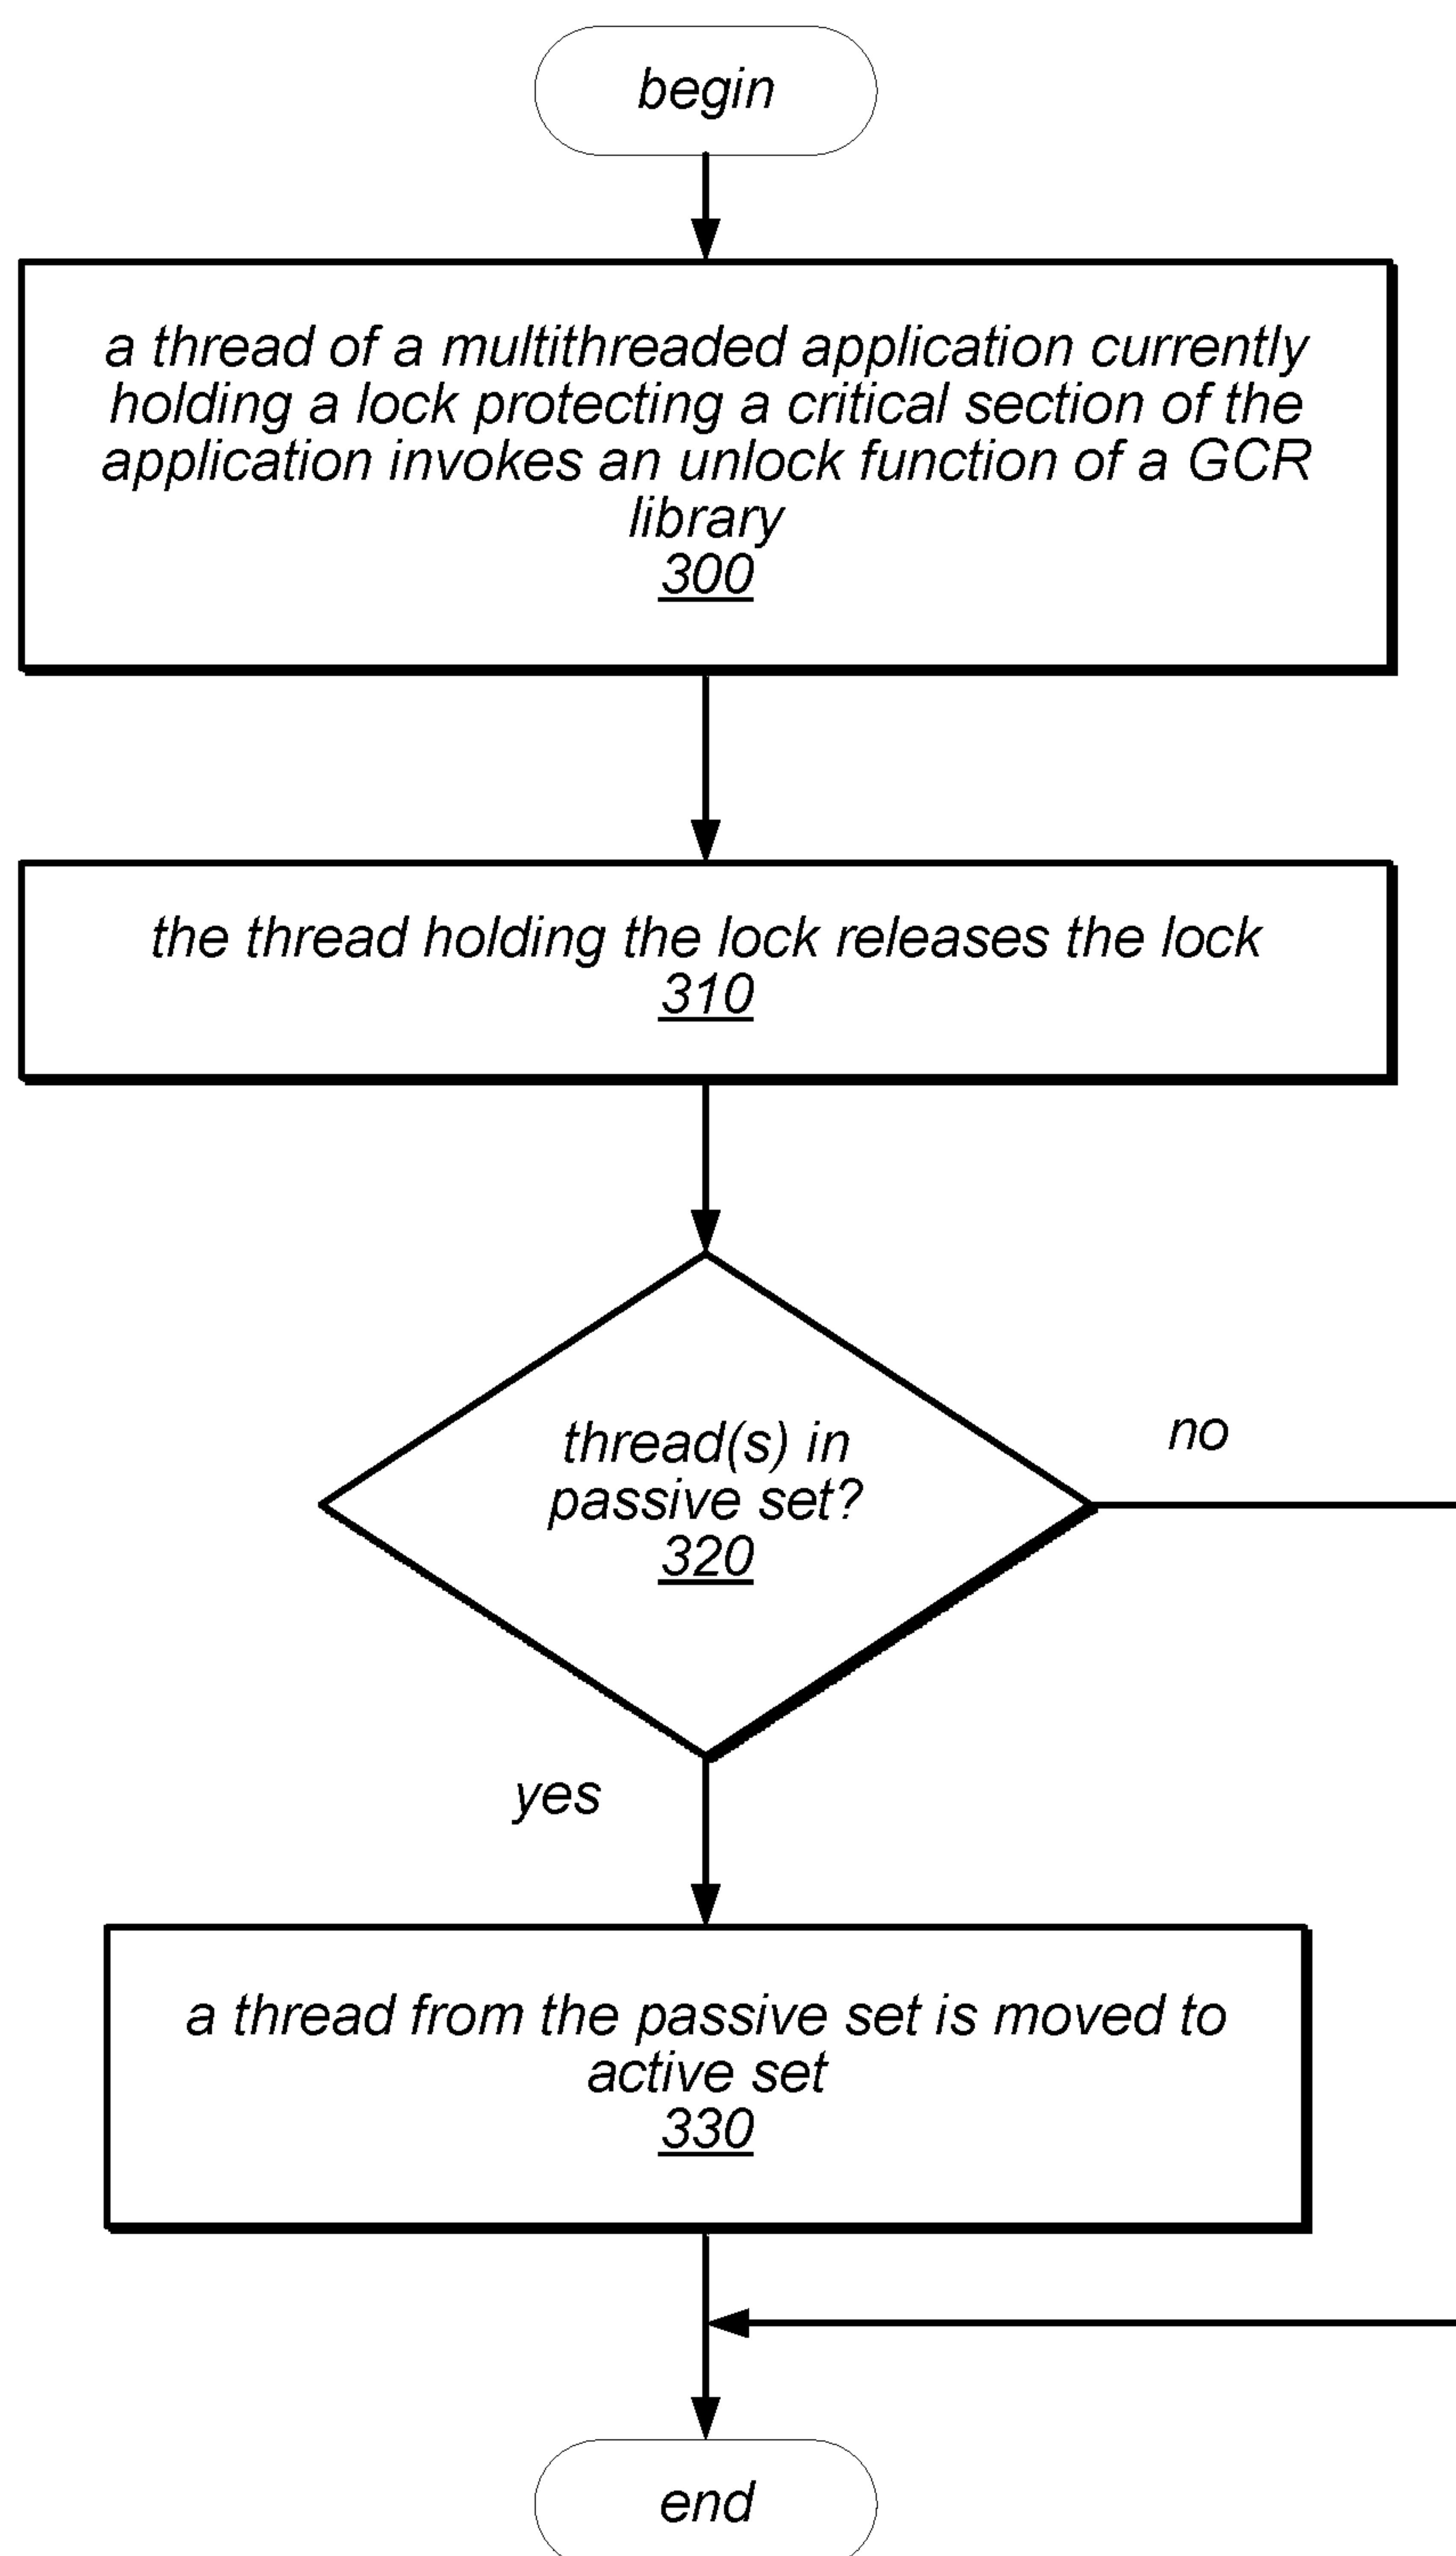 begin
a thread of a multithreaded application currently
holding a lock protecting a critical section of the
application invokes an unlock function of a GCR
library
300
the thread holding the lock releases the lock
310
thread(s) in
passive set?
320
no
yes
a thread from the passive set is moved to
active set
330
end